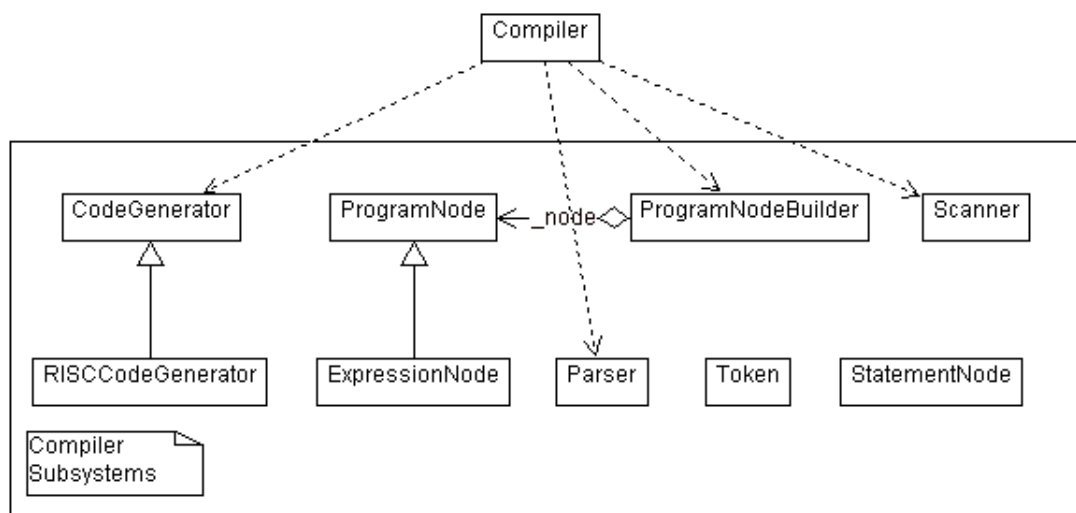 Compiler
CodeGenerator
ProgramNode
_node
ProgramNodeBuilder
Scanner
RISCCodeGenerator
ExpressionNode
Parser
Token
StatementNode
Compiler
Subsystems